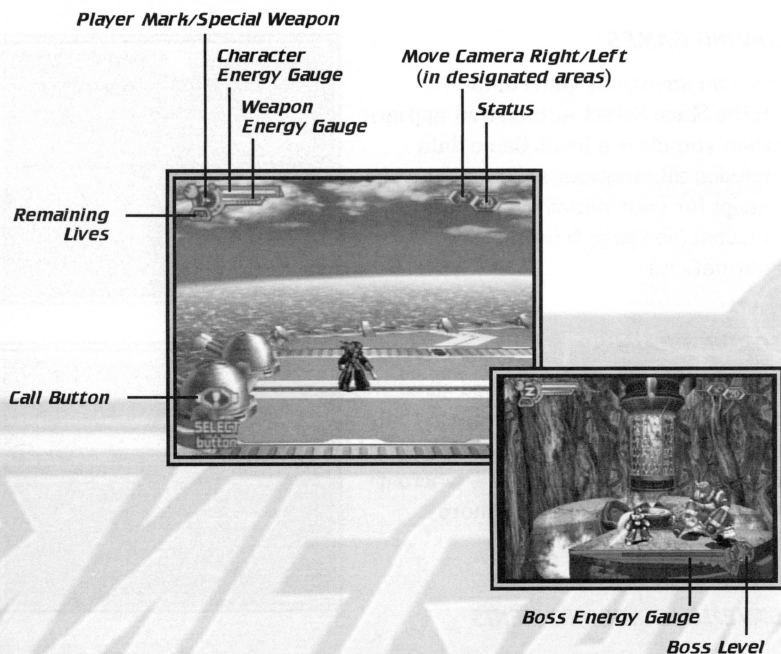 Player Mark/Special Weapon
Character
Energy Gauge
Weapon
Energy Gauge
Move Camera Right/Left
(in designated areas)
Status
Remaining
Lives
Call Button
SELECT
button
Z
Boss Energy Gauge
Boss Level